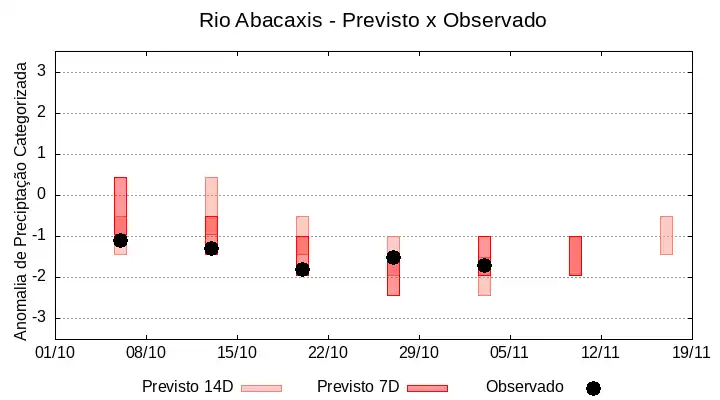 Rio Abacaxis - Previsto x Observado
Anomalia de Preciptação Categorizada
3
2
1
0
-1
-2
-3
01/10 08/10 15/10 22/10 29/10 05/11 12/11 19/11
Previsto 14D Previsto 7D Observado